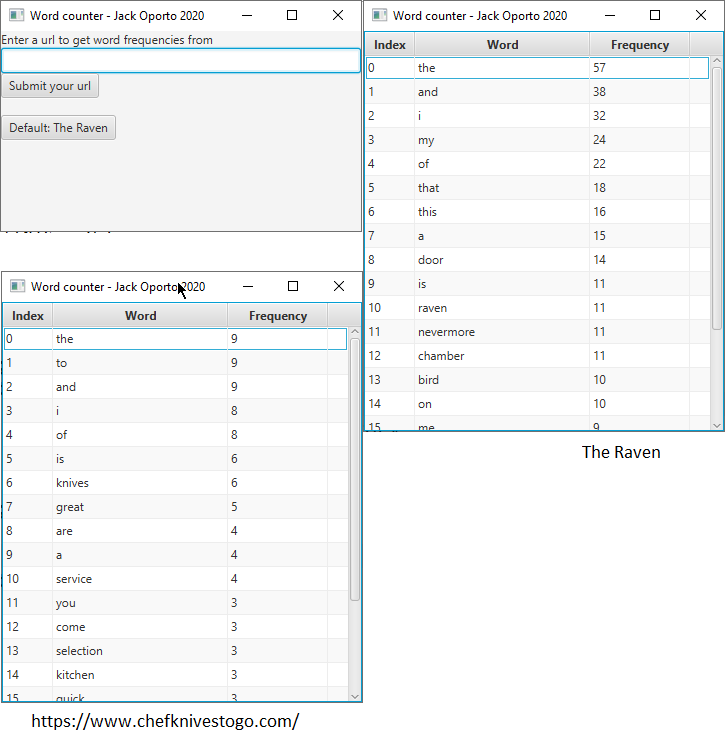 Word counter - Jack Oporto 2020
Enter a url to get word frequencies from
Submit your url
Default: The Raven
Word counter - Jack Oporto 2020
Index Word Frequency
0 the 57
1 and 38
2 i 32
3 my 24
4 of 22
5 that 18
6 this 16
7 a 15
8 door 14
9 is 11
10 raven 11
11 nevermore 11
12 chamber 11
13 bird 10
14 on 10
15 me 9
The Raven
Word counter - Jack Oporto 2020
Index Word Frequency
0 the 9
1 to 9
2 and 9
3 i 8
4 of 8
5 is 6
6 knives 6
7 great 5
8 are 4
9 a 4
10 service 4
11 you 3
12 come 3
13 selection 3
14 kitchen 3
15 quick 3
https://www.chefknivestogo.com/